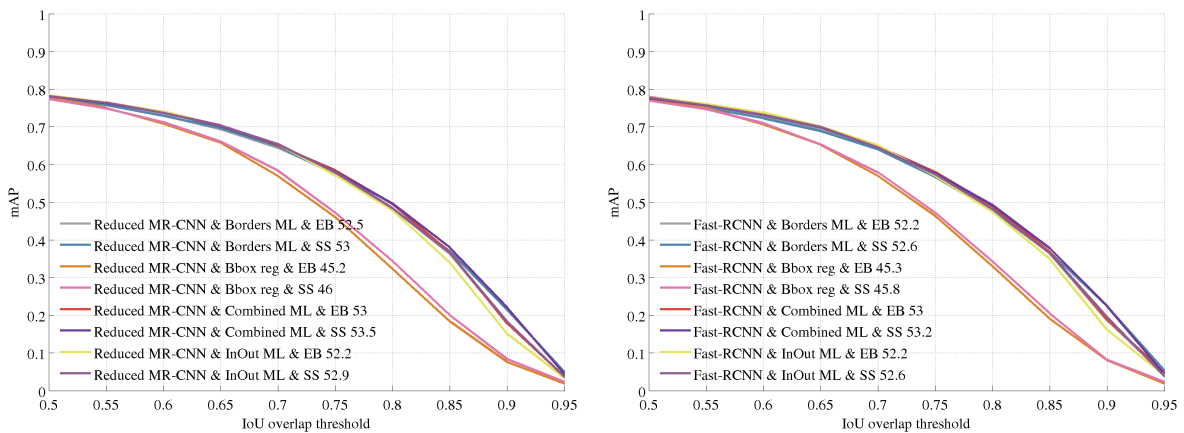 1
0.9
0.8
0.7
0.6
0.5
0.4
0.3
0.2
0.1
0
mAP
Reduced MR-CNN & Borders ML & EB 52.5
Reduced MR-CNN & Borders ML & SS 53
Reduced MR-CNN & Bbox reg & EB 45.2
Reduced MR-CNN & Bbox reg & SS 46
Reduced MR-CNN & Combined ML & EB 53
Reduced MR-CNN & Combined ML & SS 53.5
Reduced MR-CNN & InOut ML & EB 52.2
Reduced MR-CNN & InOut ML & SS 52.9
0.5 0.55 0.6 0.65 0.7 0.75 0.8 0.85 0.9 0.95
IoU overlap threshold
1
0.9
0.8
0.7
0.6
0.5
0.4
0.3
0.2
0.1
0
mAP
Fast-RCNN & Borders ML & EB 52.2
Fast-RCNN & Borders ML & SS 52.6
Fast-RCNN & Bbox reg & EB 45.3
Fast-RCNN & Bbox reg & SS 45.8
Fast-RCNN & Combined ML & EB 53
Fast-RCNN & Combined ML & SS 53.2
Fast-RCNN & InOut ML & EB 52.2
Fast-RCNN & InOut ML & SS 52.6
0.5 0.55 0.6 0.65 0.7 0.75 0.8 0.85 0.9 0.95
IoU overlap threshold